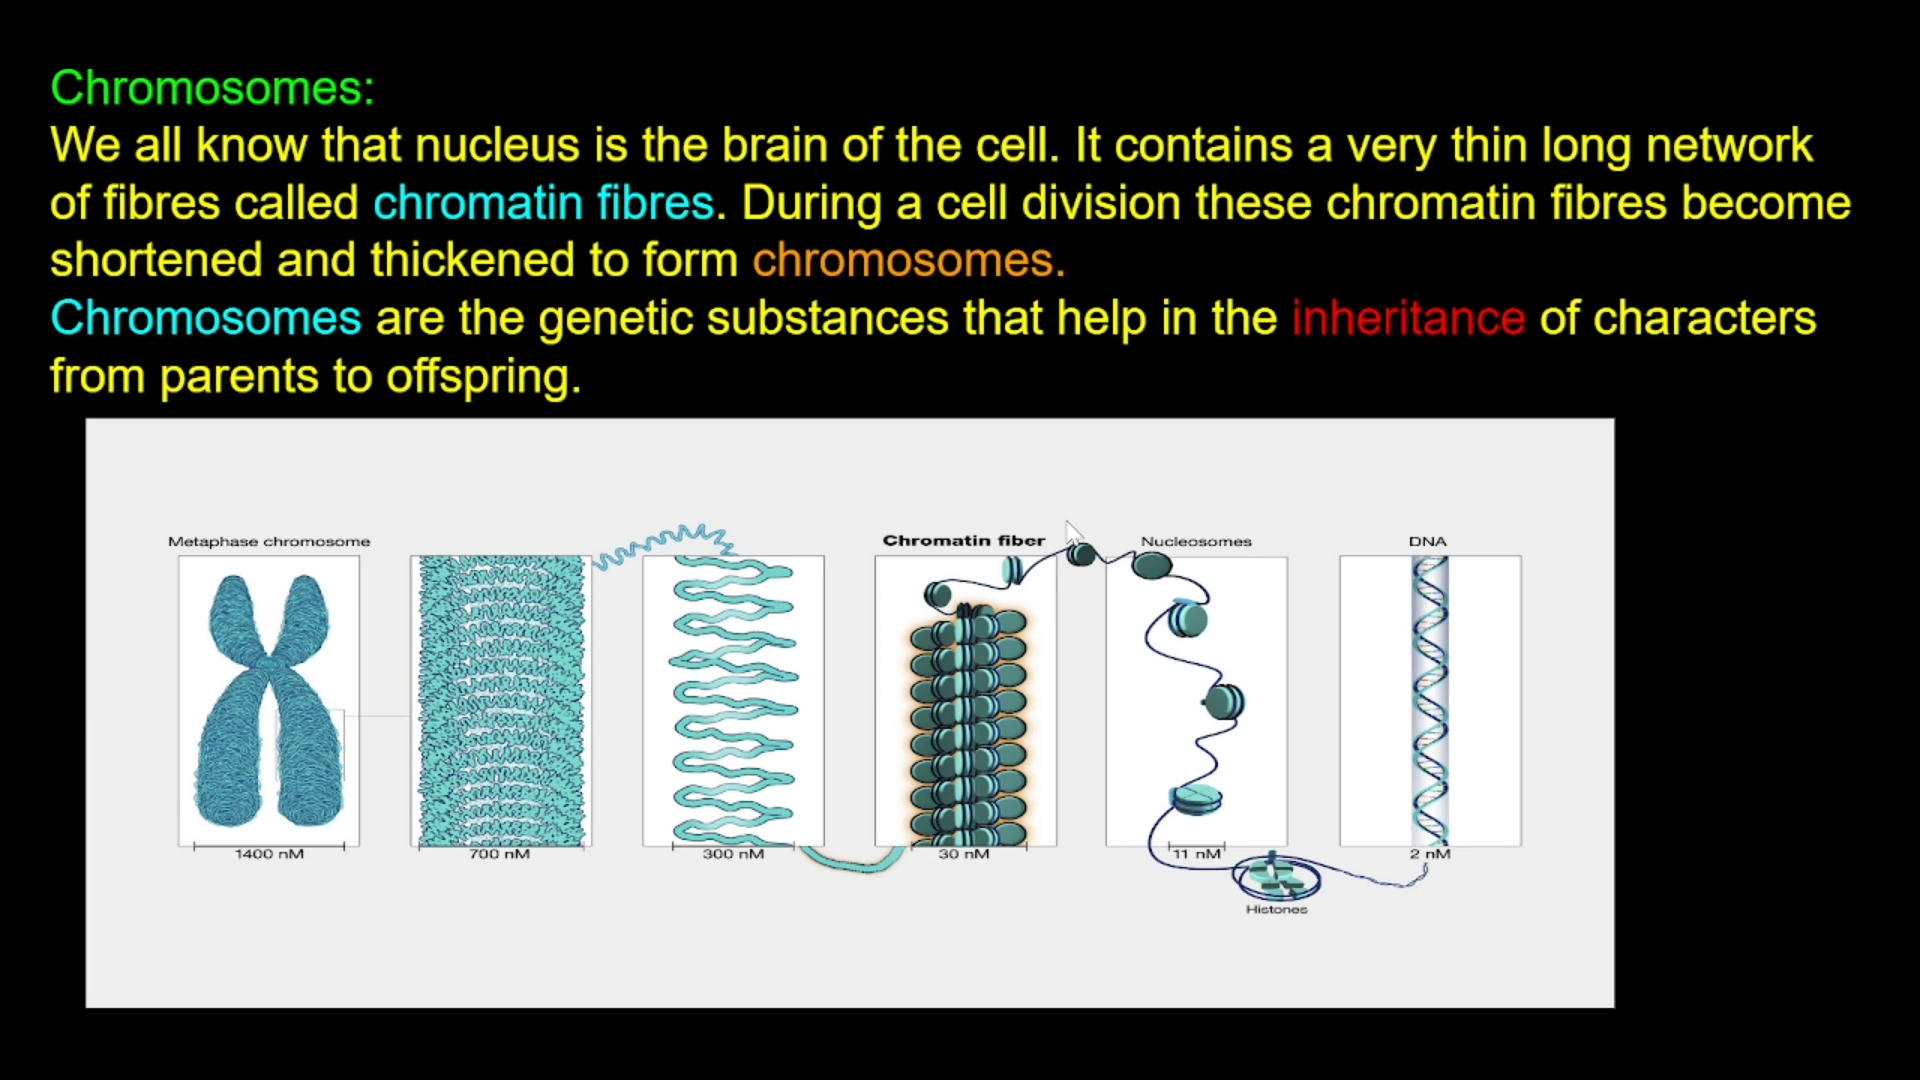 Chromosomes:
We all know that nucleus is the brain of the cell. It contains a very thin long network
of fibres called chromatin fibres. During a cell division these chromatin fibres become
shortened and thickened to form chromosomes.
Chromosomes are the genetic substances that help in the inheritance of characters
from parents to offspring.
Metaphase chromosome
Chromatin fiber
Nucleosomes
DNA
1400 nM
700 nM
300 nM
30 nM
11 nM
2 nM
Histones